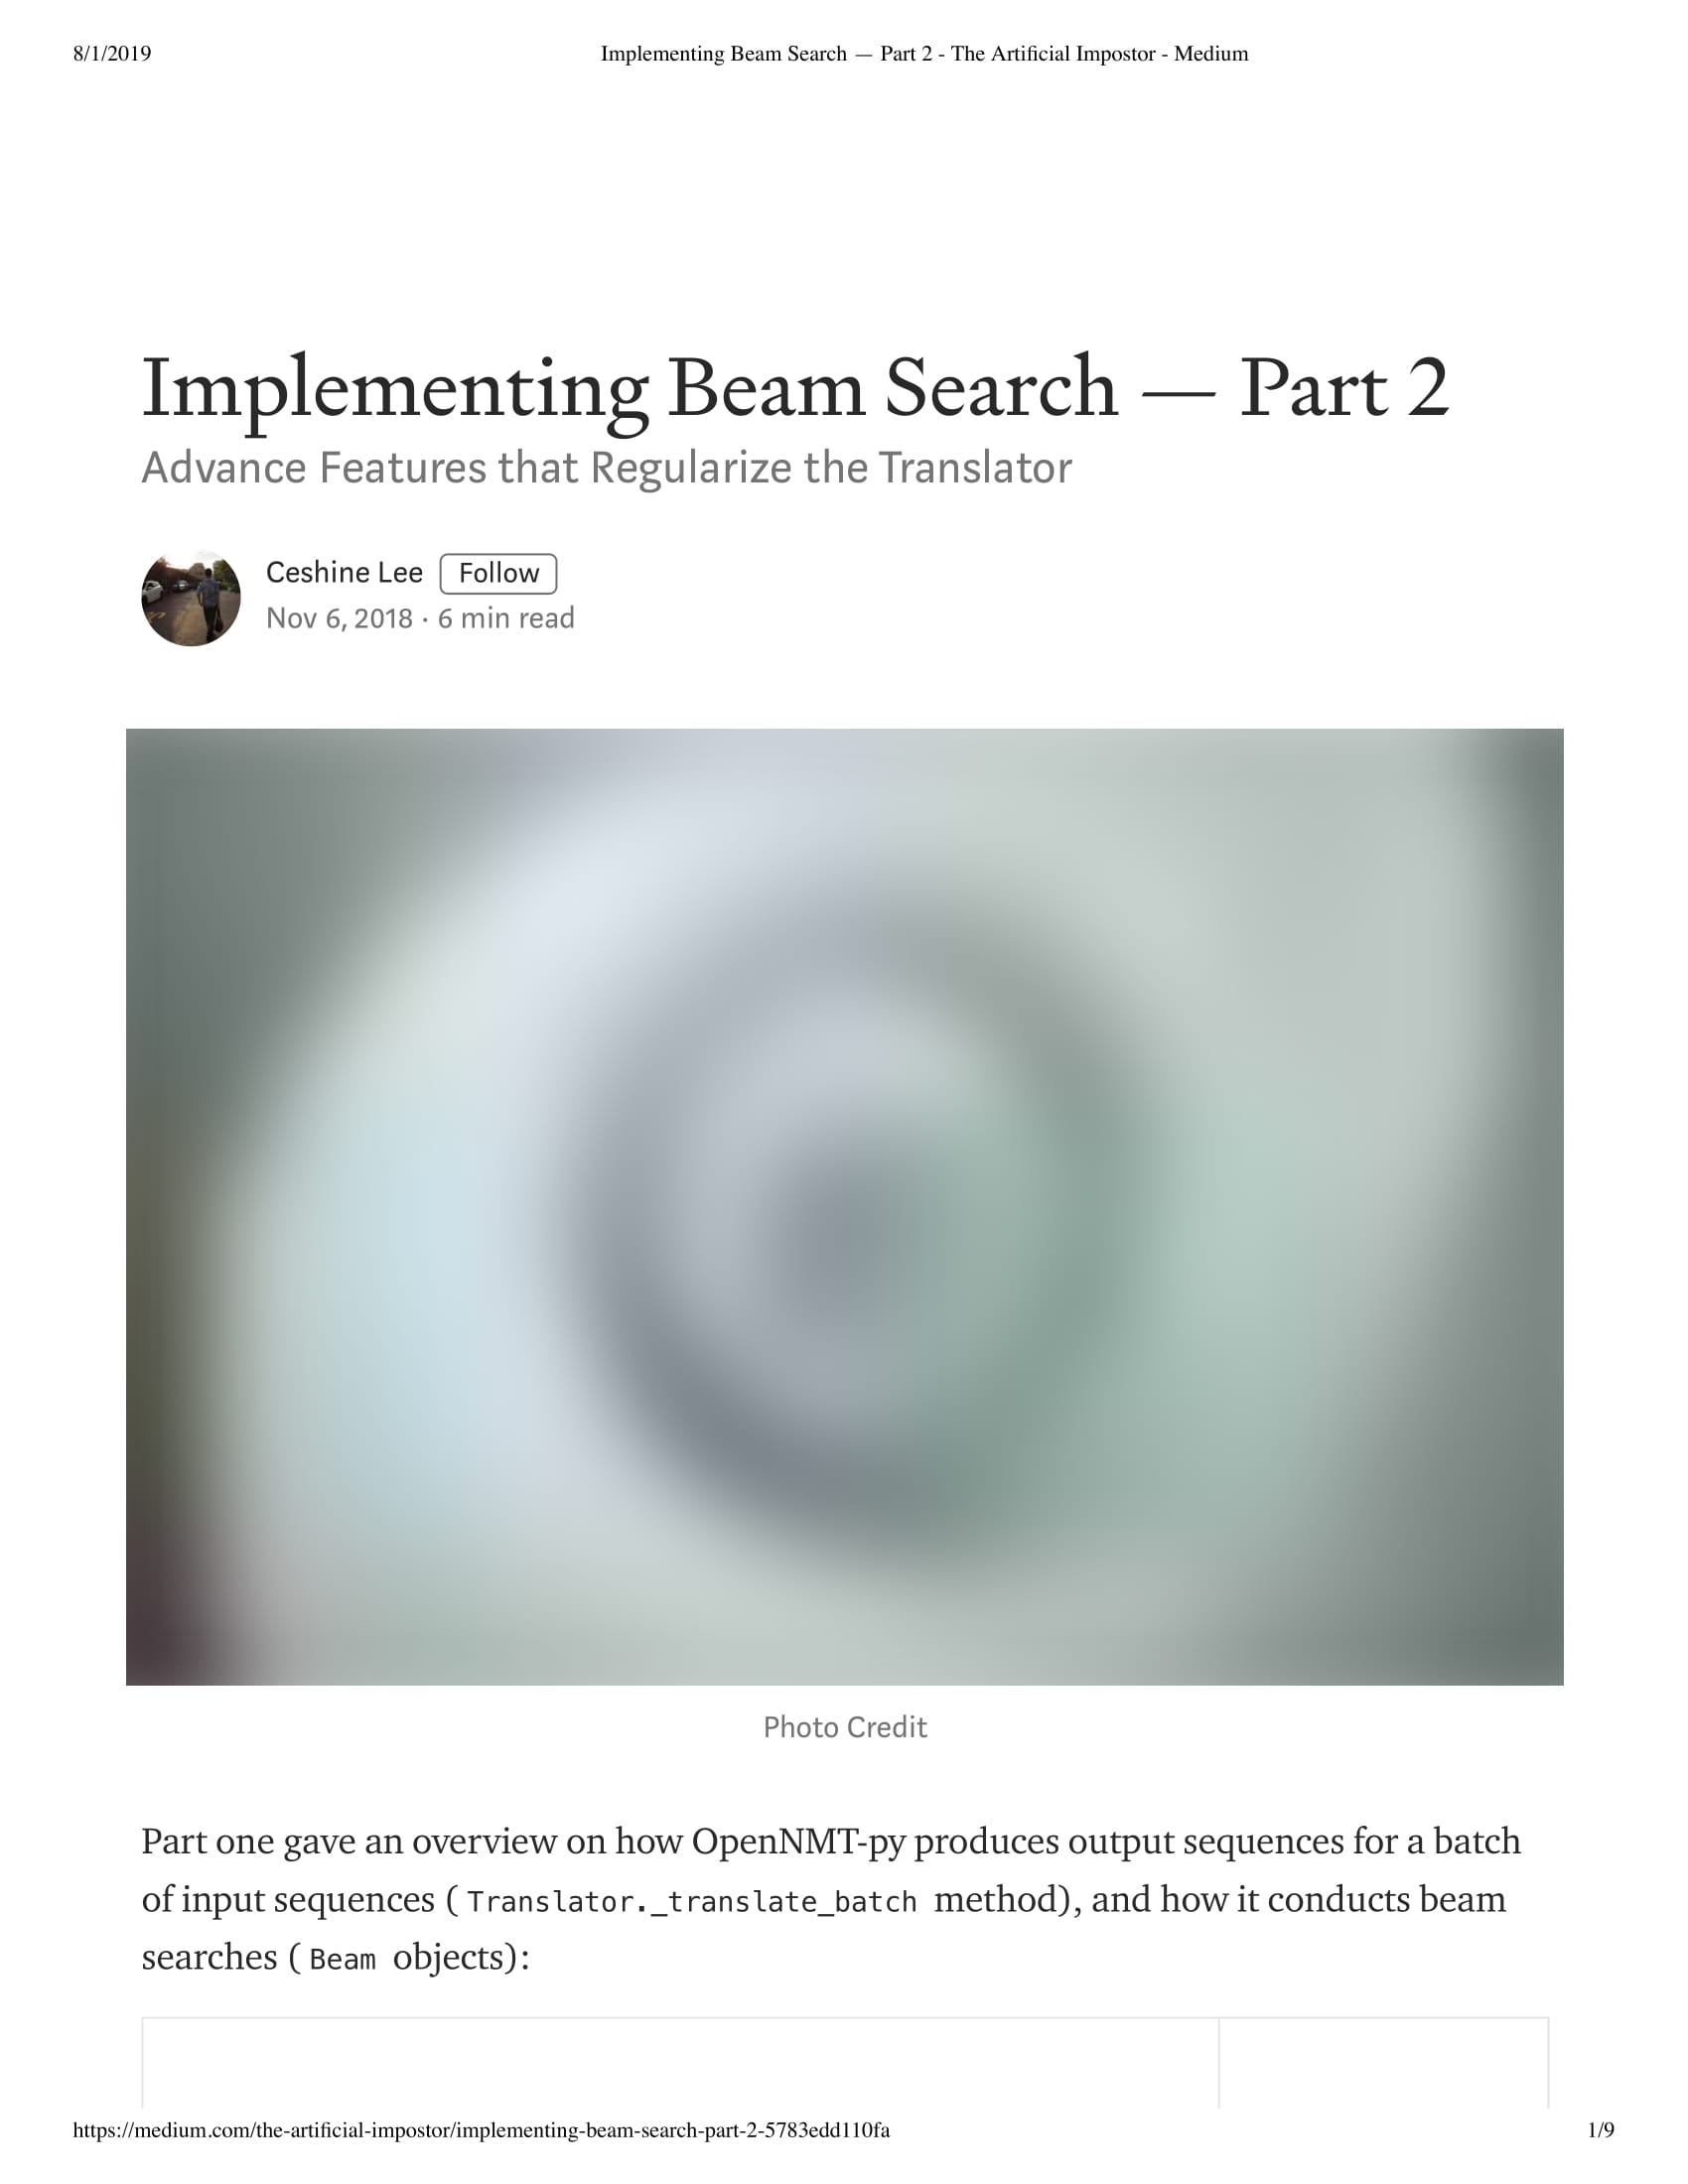 8/1/2019
Implementing Beam Search — Part 2 - The Artificial Impostor - Medium
Implementing Beam Search — Part 2
Advance Features that Regularize the Translator
Ceshine Lee Follow
Nov 6, 2018 · 6 min read
Photo Credit
Part one gave an overview on how OpenNMT-py produces output sequences for a batch
of input sequences ( Translator._translate_batch method), and how it conducts beam
searches ( Beam objects):
https://medium.com/the-artificial-impostor/implementing-beam-search-part-2-5783edd110fa
1/9